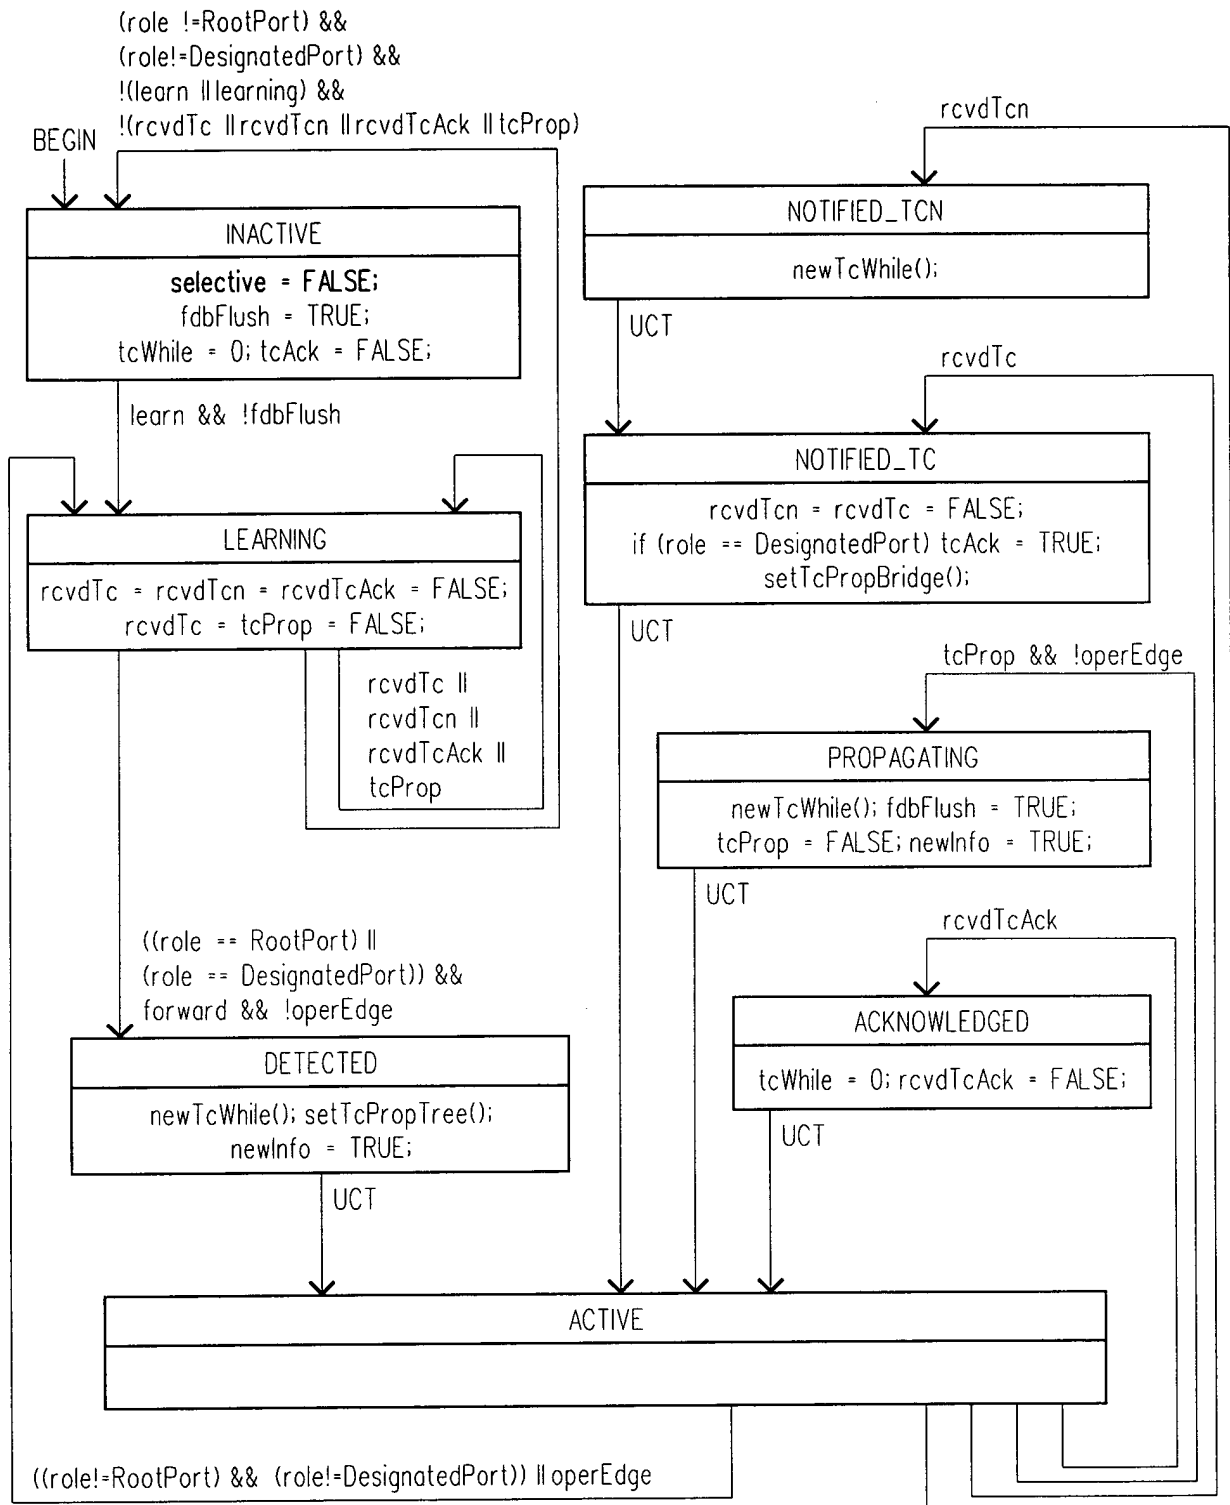 (role !=RootPort) &&
(role!=DesignatedPort) &&
!(learn ||learning) &&
!(rcvdTc ||rcvdTcn ||rcvdTcAck ||tcProp)
BEGIN
INACTIVE
selective = FALSE;
fdbFlush = TRUE;
tcWhile = 0; tcAck = FALSE;
learn && !fdbFlush
LEARNING
rcvdTc = rcvdTcn = rcvdTcAck = FALSE;
rcvdTc = tcProp = FALSE;
rcvdTc ||
rcvdTcn ||
rcvdTcAck ||
tcProp
((role == RootPort) ||
(role == DesignatedPort)) &&
forward && !operEdge
DETECTED
newTcWhile(); setTcPropTree();
newInfo = TRUE;
UCT
rcvdTcn
NOTIFIED_TCN
newTcWhile();
UCT
rcvdTc
NOTIFIED_TC
rcvdTcn = rcvdTc = FALSE;
if (role == DesignatedPort) tcAck = TRUE;
setTcPropBridge();
UCT
tcProp && !operEdge
PROPAGATING
newTcWhile(); fdbFlush = TRUE;
tcProp = FALSE; newInfo = TRUE;
UCT
rcvdTcAck
ACKNOWLEDGED
tcWhile = 0; rcvdTcAck = FALSE;
UCT
ACTIVE
((role!=RootPort) && (role!=DesignatedPort)) ||operEdge